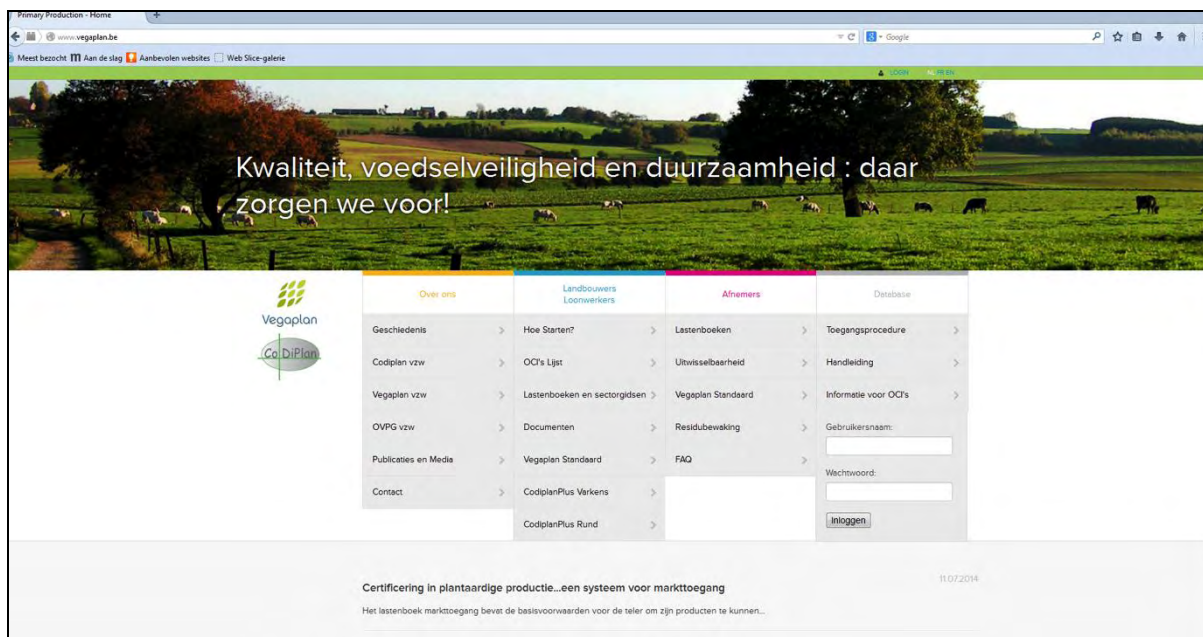 Primary Production - Home
www.vegaplan.be
Google
Meest bezocht Aan de slag Aanbevolen websites Web Slice-galerie
LOGIN NL FR EN
Kwaliteit, voedselveiligheid en duurzaamheid : daar
zorgen we voor!
Vegaplan
CoDiPlan
Over ons
Geschiedenis
Codiplan vzw
Vegaplan vzw
OVPG vzw
Publicaties en Media
Contact
Landbouwers
Loonwerkers
Hoe Starten?
OCI's Lijst
Lastenboeken en sectorgidsen
Documenten
Vegaplan Standaard
CodiplanPlus Varkens
CodiplanPlus Rund
Afnemers
Lastenboeken
Uitwisselbaarheid
Vegaplan Standaard
Residubewaking
FAQ
Database
Toegangsprocedure
Handleiding
Informatie voor OCI's
Gebruikersnaam:
Wachtwoord:
Inloggen
11.07.2014
Certificering in plantaardige productie...een systeem voor markttoegang
Het lastenboek markttoegang bevat de basisvoorwaarden voor de teler om zijn producten te kunnen...